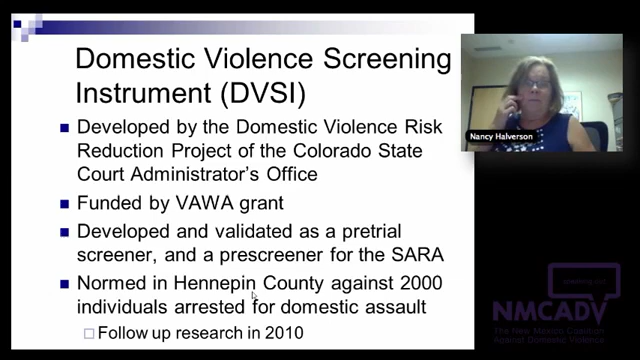 Domestic Violence Screening
Instrument (DVSI)
Developed by the Domestic Violence Risk
Reduction Project of the Colorado State
Court Administrator's Office
Funded by VAWA grant
Developed and validated as a pretrial
screener, and a prescreener for the SARA
Normed in Hennepin County against 2000
individuals arrested for domestic assault
Follow up research in 2010
Nancy Halverson
NMCADV
The New Mexico Coalition
Against Domestic Violence